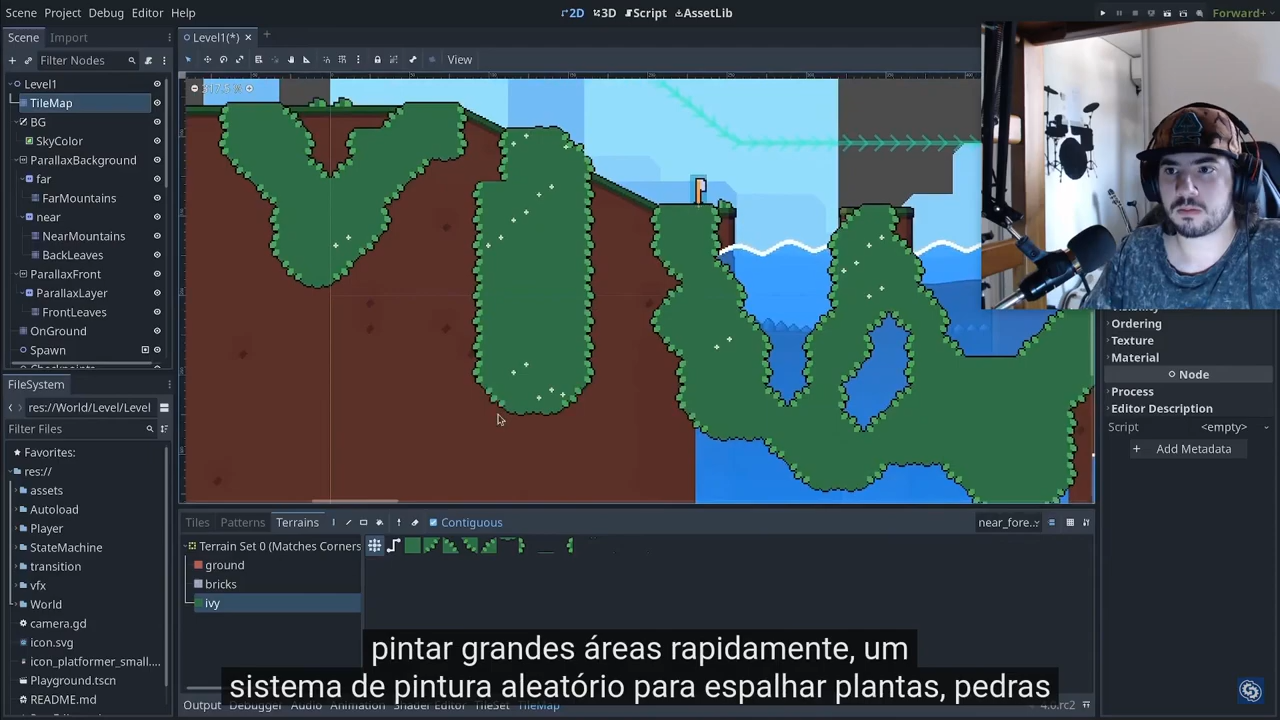 Scene Project Debug Editor Help
2D 3D Script AssetLib
Forward+
Scene Import
Level1(*)
Filter Nodes
View
Level1
TileMap
BG
SkyColor
ParallaxBackground
far
FarMountains
near
NearMountains
BackLeaves
ParallaxFront
ParallaxLayer
FrontLeaves
OnGround
Spawn
FileSystem
res://World/Level/Level
Filter Files
Favorites:
res://
assets
Autoload
Player
StateMachine
transition
vfx
World
camera.gd
icon.svg
icon_platformer_small....
Playground.tscn
README.md
Ordering
Texture
Material
Node
Process
Editor Description
Script <empty>
Add Metadata
Tiles Patterns Terrains
Contiguous
near_fore..
Terrain Set 0 (Matches Corners
ground
bricks
ivy
pintar grandes áreas rapidamente, um
sistema de pintura aleatório para espalhar plantas, pedras
Output Debugger Audio Animation Shader Editor TileSet TileMap
4.0.rc2